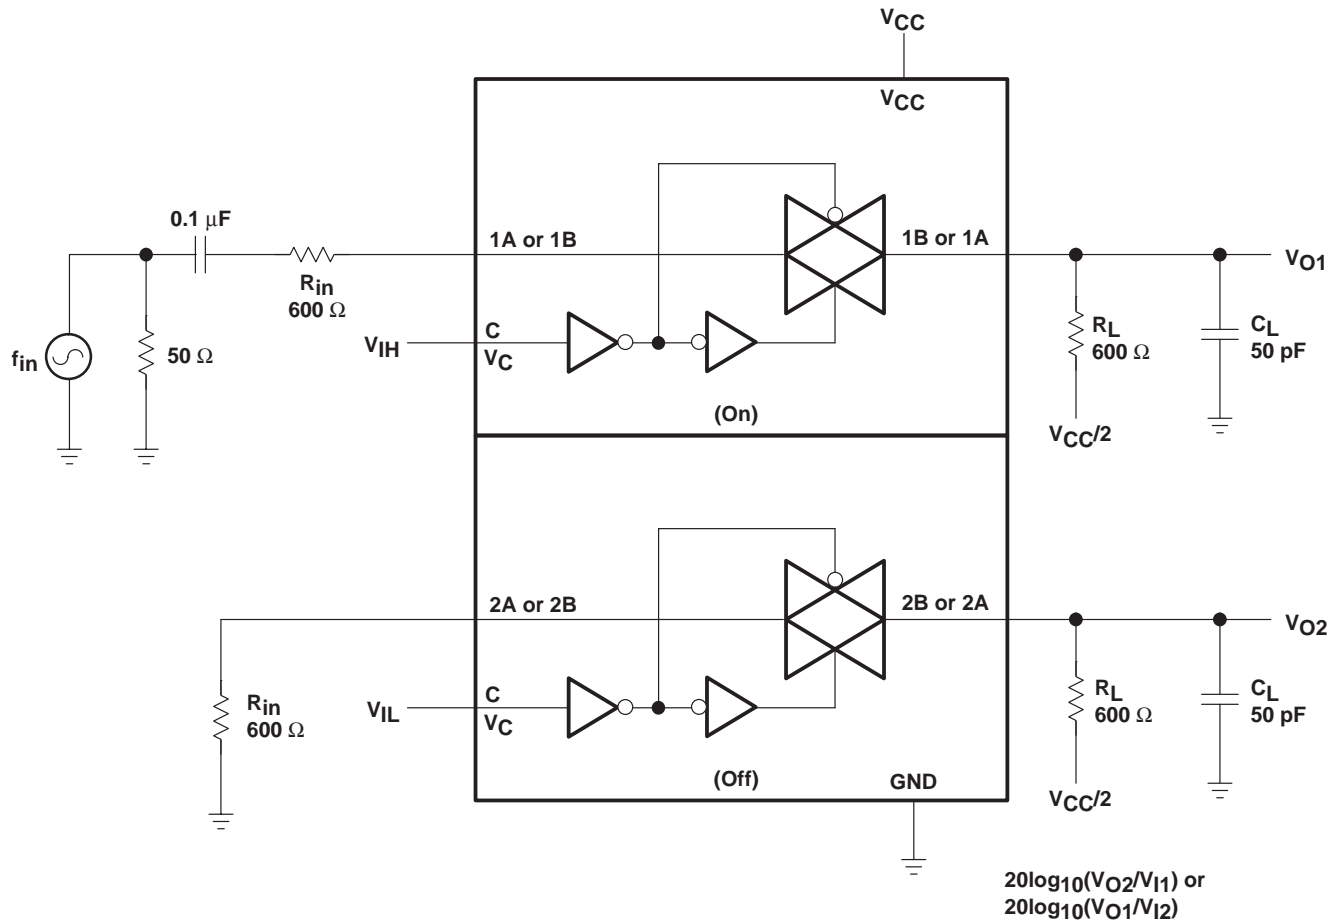 VCC
VCC
0.1 μF
1A or 1B
1B or 1A
VO1
Rin
600 Ω
VIH
C
VC
RL
600 Ω
CL
50 pF
fin
50 Ω
(On)
VCC/2
2A or 2B
2B or 2A
VO2
Rin
600 Ω
VIL
C
VC
RL
600 Ω
CL
50 pF
(Off)
GND
VCC/2
20log10(VO2/VI1) or
20log10(VO1/VI2)